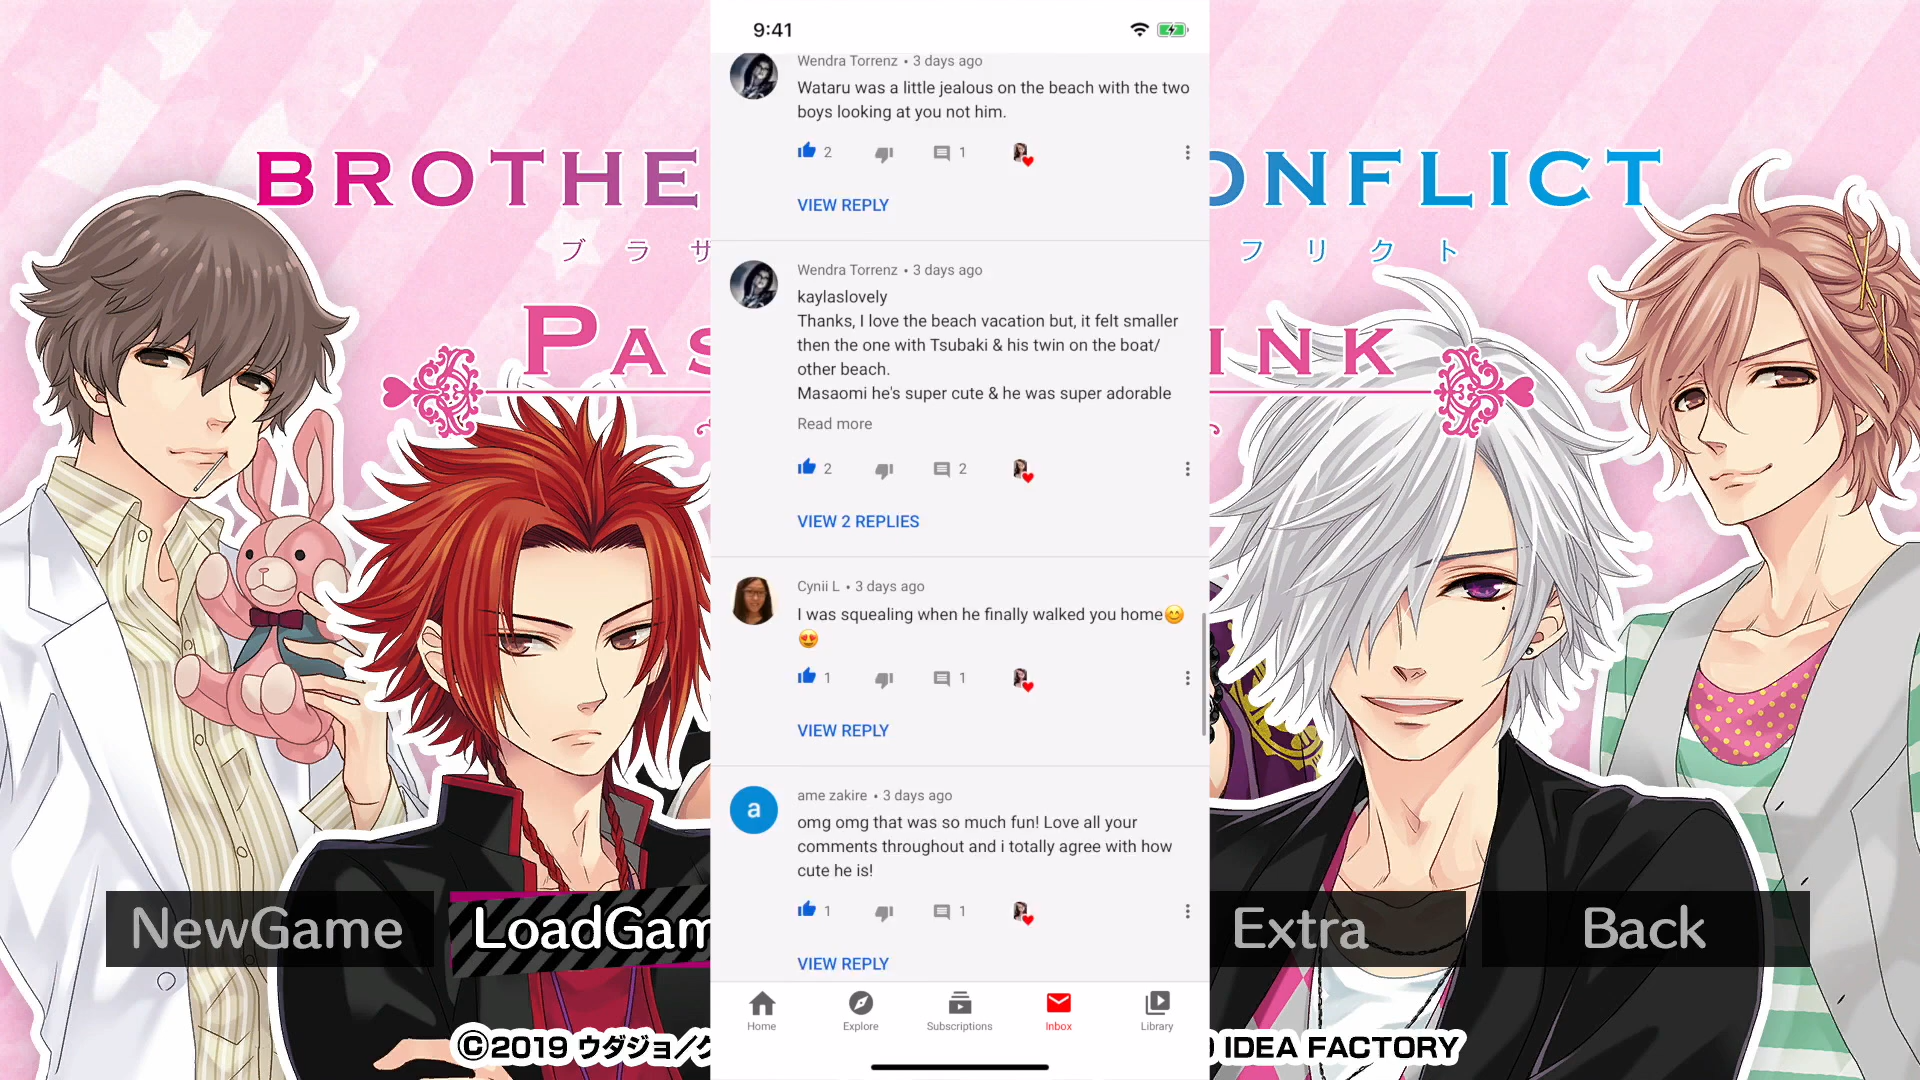 9:41
Wendra Torrenz • 3 days ago
Wataru was a little jealous on the beach with the two
boys looking at you not him.
2
1
VIEW REPLY
Wendra Torrenz • 3 days ago
kaylaslovely
Thanks, I love the beach vacation but, it felt smaller
then the one with Tsubaki & his twin on the boat/
other beach.
Masaomi he's super cute & he was super adorable
Read more
2
2
VIEW 2 REPLIES
Cynii L • 3 days ago
I was squealing when he finally walked you home😊
😍
1
1
VIEW REPLY
a
ame zakire • 3 days ago
omg omg that was so much fun! Love all your
comments throughout and i totally agree with how
cute he is!
1
1
VIEW REPLY
Home
Explore
Subscriptions
Inbox
Library
BROTHE
ONFLICT
ブラサ
フリクト
PAS
INK
NewGame
LoadGam
Extra
Back
©2019 ウダジョ/ク
IDEA FACTORY